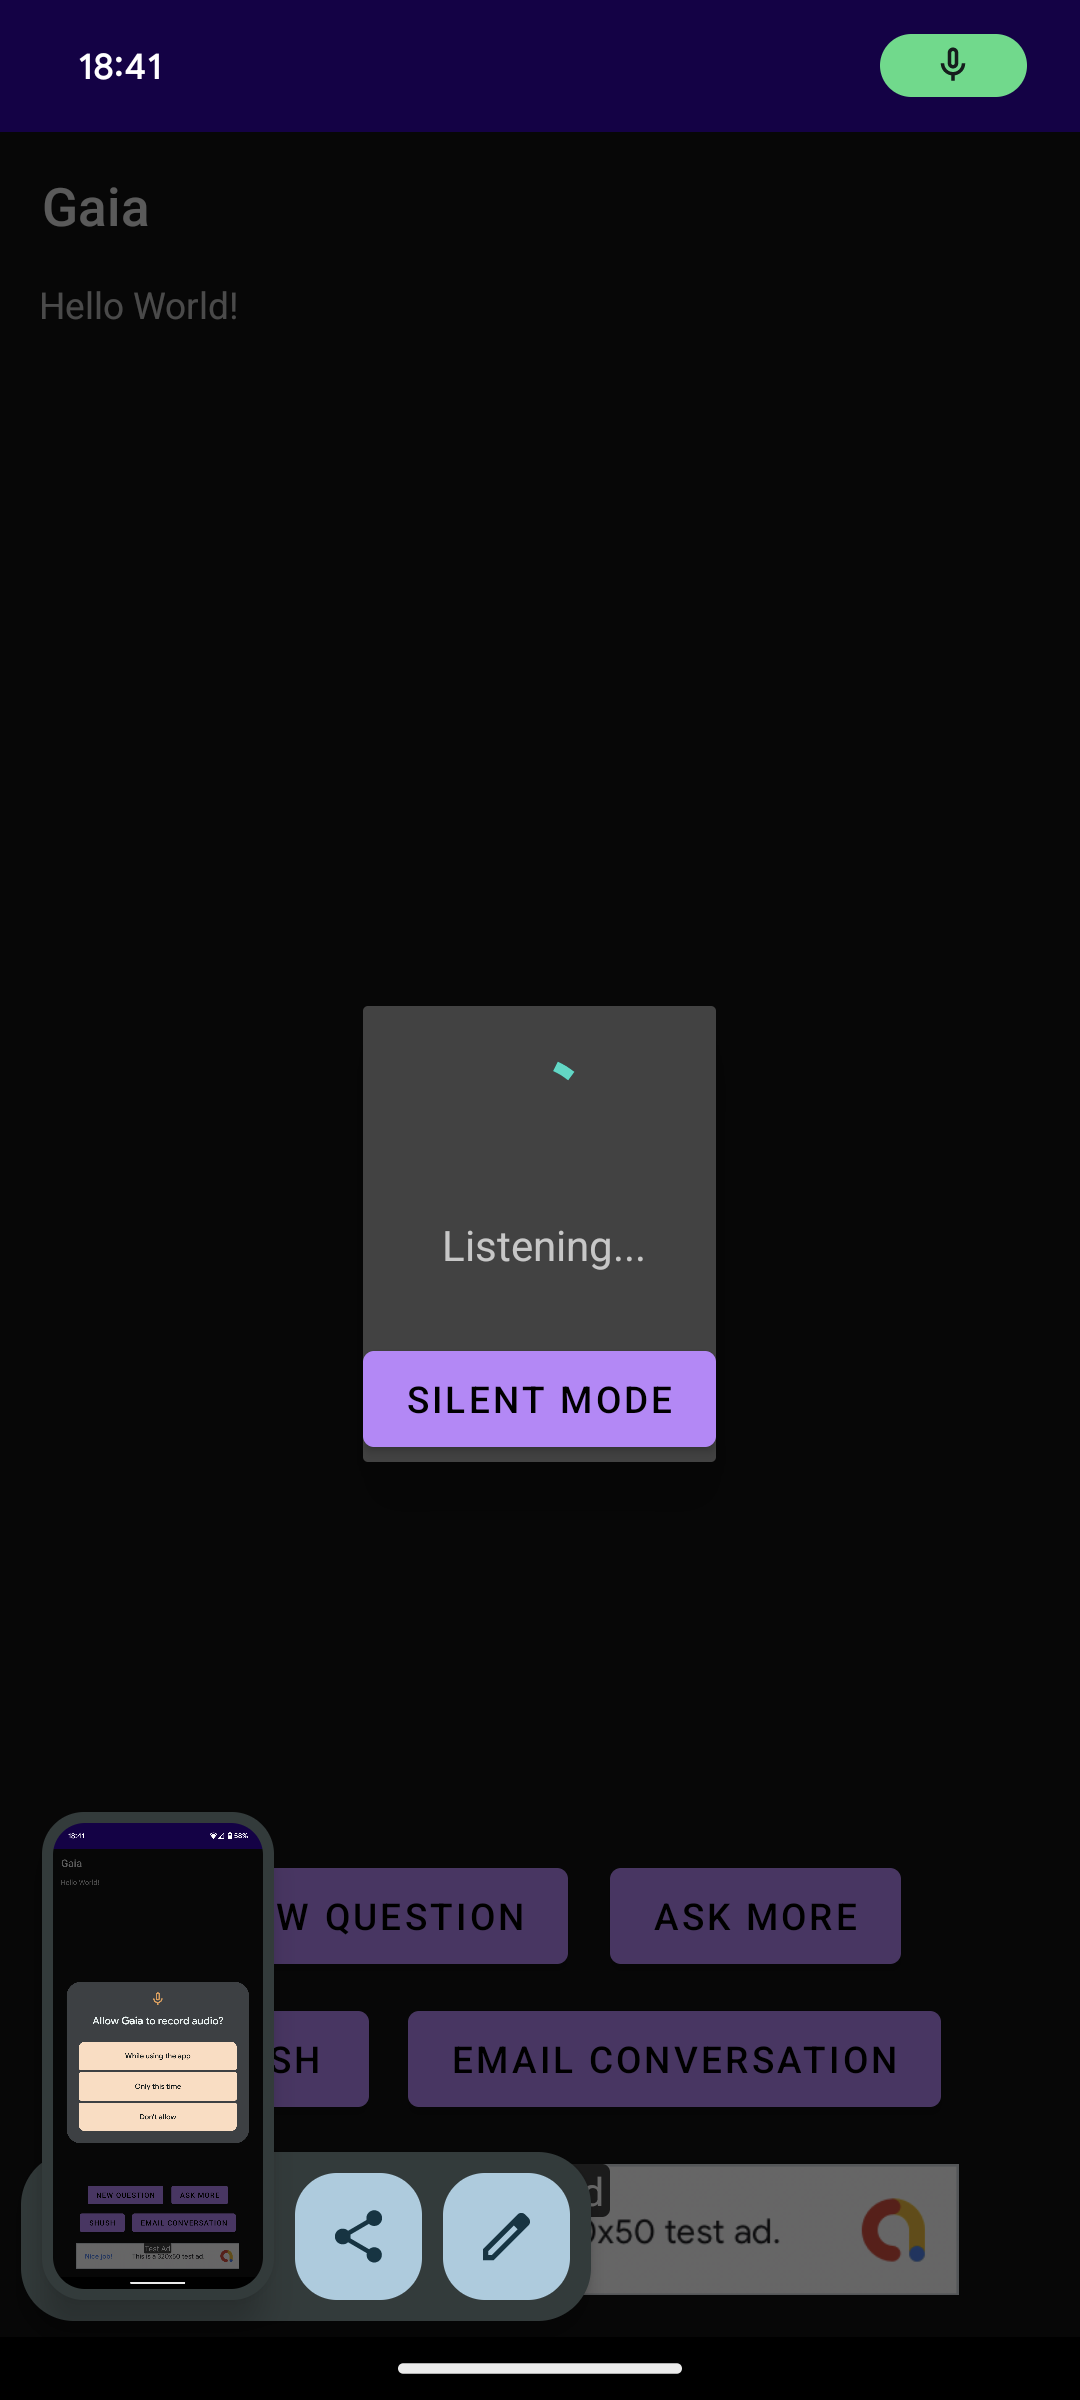 18:41
Gaia
Hello World!
Listening...
SILENT MODE
W QUESTION
ASK MORE
SH
EMAIL CONVERSATION
d
0x50 test ad.
18:41
58%
Gaia
Hello World!
Allow Gaia to record audio?
While using the app
Only this time
Don't allow
NEW QUESTION
ASK MORE
SHUSH
EMAIL CONVERSATION
Test Ad
Nice job!
This is a 320x50 test ad.